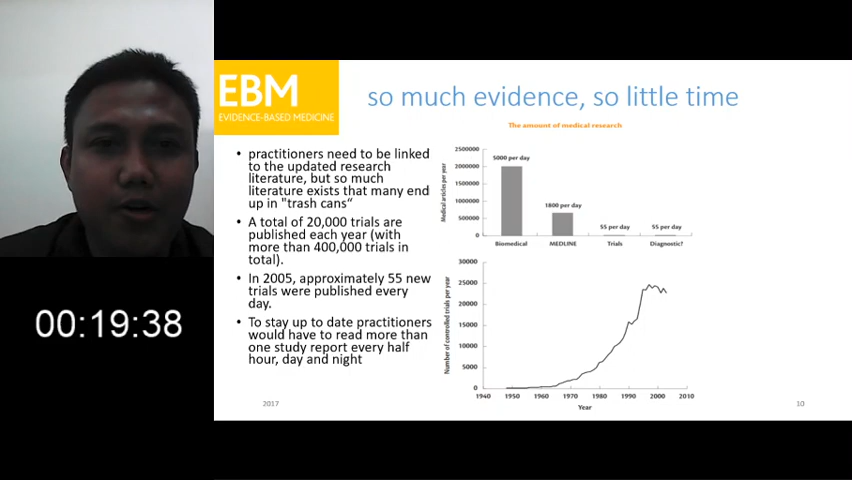 EBM
EVIDENCE-BASED MEDICINE
so much evidence, so little time
• practitioners need to be linked
to the updated research
literature, but so much
literature exists that many end
up in "trash cans“
• A total of 20,000 trials are
published each year (with
more than 400,000 trials in
total).
• In 2005, approximately 55 new
trials were published every
day.
• To stay up to date practitioners
would have to read more than
one study report every half
hour, day and night
The amount of medical research
Medical articles per year
2500000
2000000
1500000
1000000
500000
0
5000 per day
1800 per day
55 per day
55 per day
Biomedical
MEDLINE
Trials
Diagnostic?
Number of controlled trials per year
30000
25000
20000
15000
10000
5000
0
1940
1950
1960
1970
1980
1990
2000
2010
Year
2017
10
00:19:38